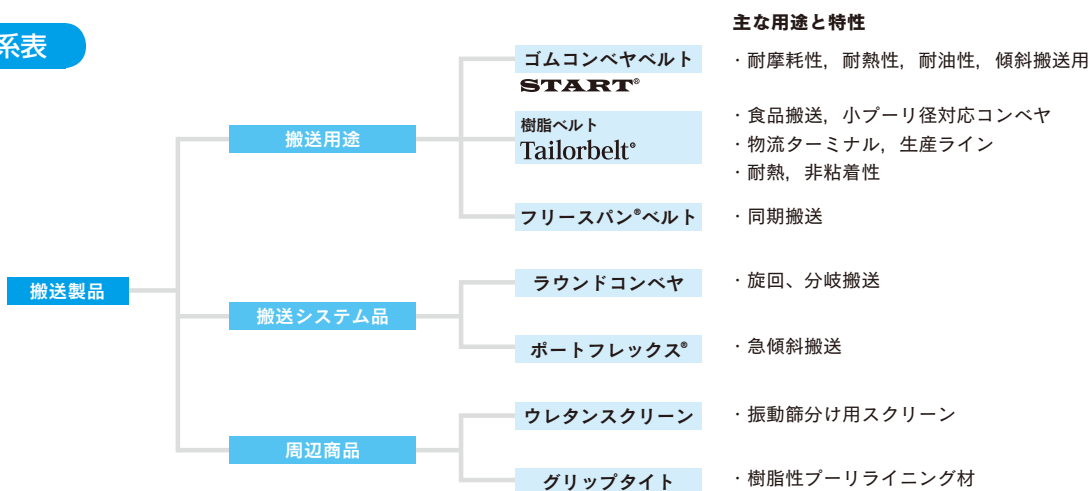 系表
主な用途と特性
ゴムコンベヤベルト
START®
・耐摩耗性，耐熱性，耐油性，傾斜搬送用
搬送用途
樹脂ベルト
Tailorbelt®
・食品搬送，小プーリ径対応コンベヤ
・物流ターミナル，生産ライン
・耐熱，非粘着性
フリースパン®ベルト
・同期搬送
搬送製品
搬送システム品
ラウンドコンベヤ
・旋回、分岐搬送
ポートフレックス®
・急傾斜搬送
周辺商品
ウレタンスクリーン
・振動篩分け用スクリーン
グリップタイト
・樹脂性プーリライニング材